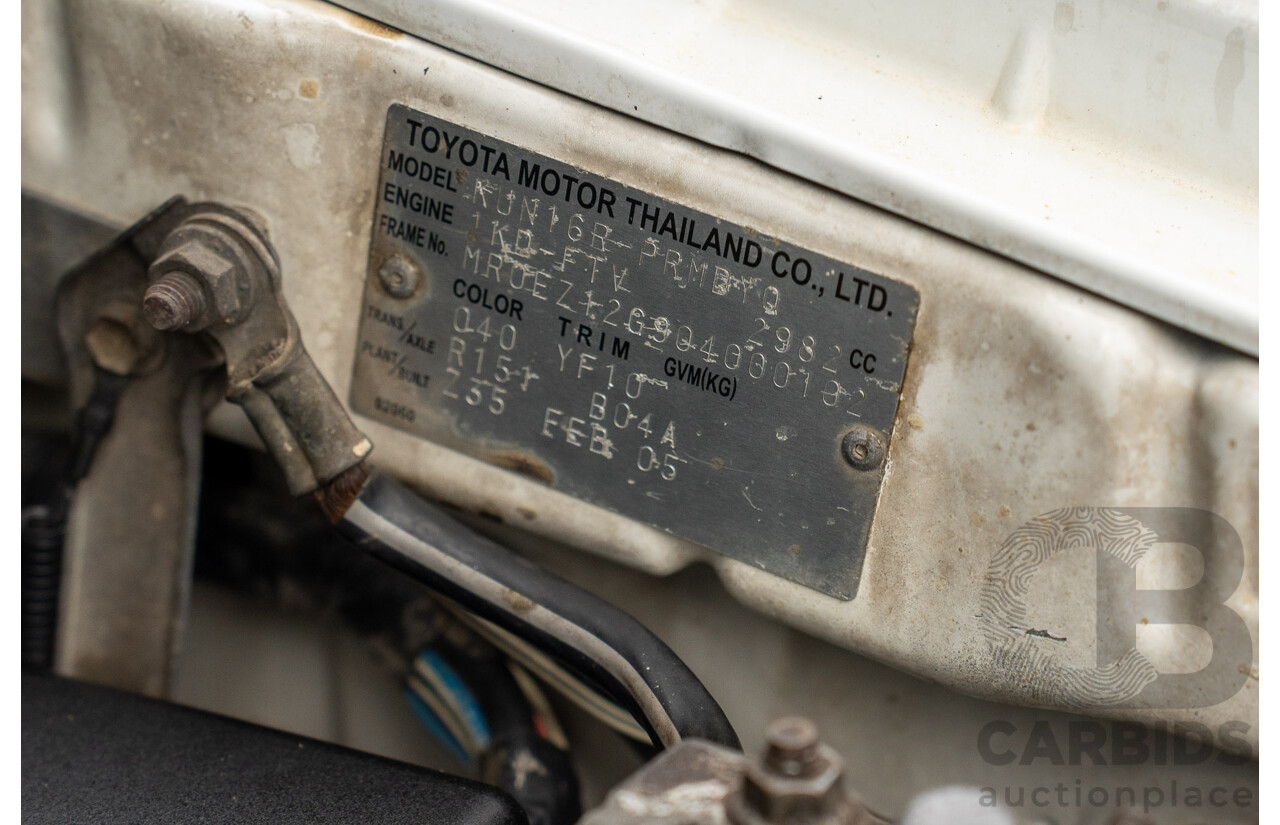 TOYOTA MOTOR THAILAND CO., LTD.
MODEL KUN16R-PRMDYQ
ENGINE 1KD-FTV 2982 CC
FRAME No. MR0EZ12G904000102
COLOR TRIM GVM(KG)
040 YF10
TRANS/AXLE R151 B04A
PLANT/BUILT Z35 FEB 05
CARBIDS
auctionplace